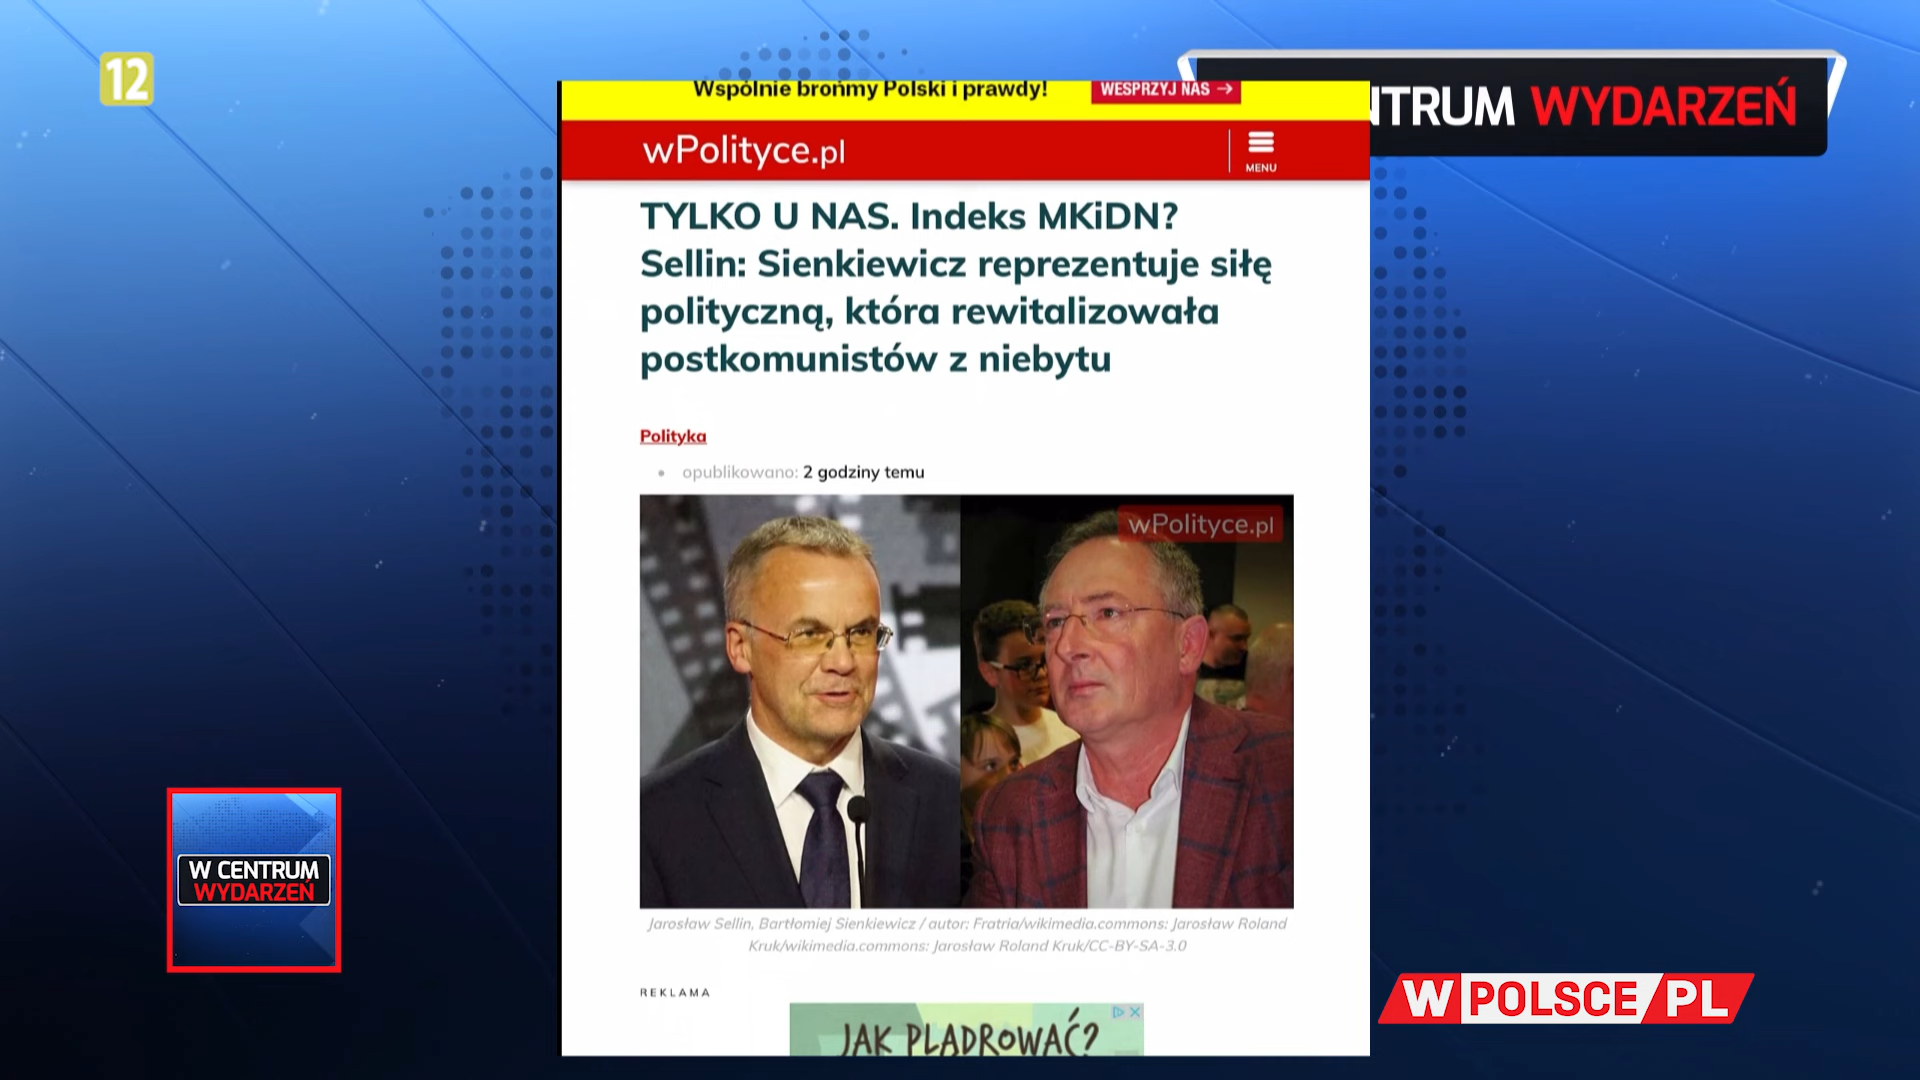 12
Wspólnie brońmy Polski i prawdy!
WESPRZYJ NAS →
NTRUM WYDARZEŃ
wPolityce.pl
MENU
TYLKO U NAS. Indeks MKiDN?
Sellin: Sienkiewicz reprezentuje siłę
polityczną, która rewitalizowała
postkomunistów z niebytu
Polityka
• opublikowano: 2 godziny temu
wPolityce.pl
Jarosław Sellin, Bartłomiej Sienkiewicz / autor: Fratria/wikimedia.commons: Jarosław Roland
Kruk/wikimedia.commons: Jarosław Roland Kruk/CC-BY-SA-3.0
REKLAMA
JAK PLĄDROWAĆ?
W CENTRUM
WYDARZEŃ
W POLSCE/PL